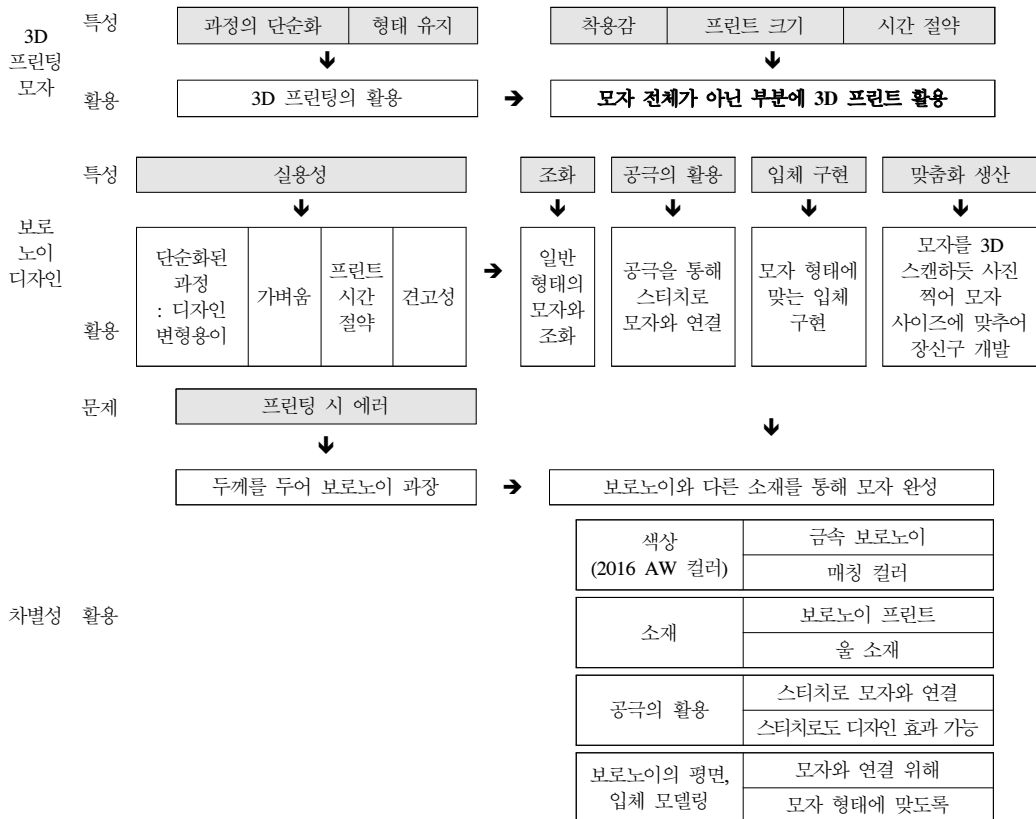 3D
프린팅
모자
특성
과정의 단순화
형태 유지
착용감
프린트 크기
시간 절약
활용
3D 프린팅의 활용
모자 전체가 아닌 부분에 3D 프린트 활용
보로
노이
디자인
특성
실용성
조화
공극의 활용
입체 구현
맞춤화 생산
활용
단순화된
과정
: 디자인
변형용이
가벼움
프린트
시간
절약
견고성
일반
형태의
모자와
조화
공극을 통해
스티치로
모자와 연결
모자 형태에
맞는 입체
구현
모자를 3D
스캔하듯 사진
찍어 모자
사이즈에 맞추어
장신구 개발
문제
프린팅 시 에러
두께를 두어 보로노이 과장
보로노이와 다른 소재를 통해 모자 완성
차별성 활용
색상
(2016 AW 컬러)
금속 보로노이
매칭 컬러
소재
보로노이 프린트
울 소재
공극의 활용
스티치로 모자와 연결
스티치로도 디자인 효과 가능
보로노이의 평면,
입체 모델링
모자와 연결 위해
모자 형태에 맞도록